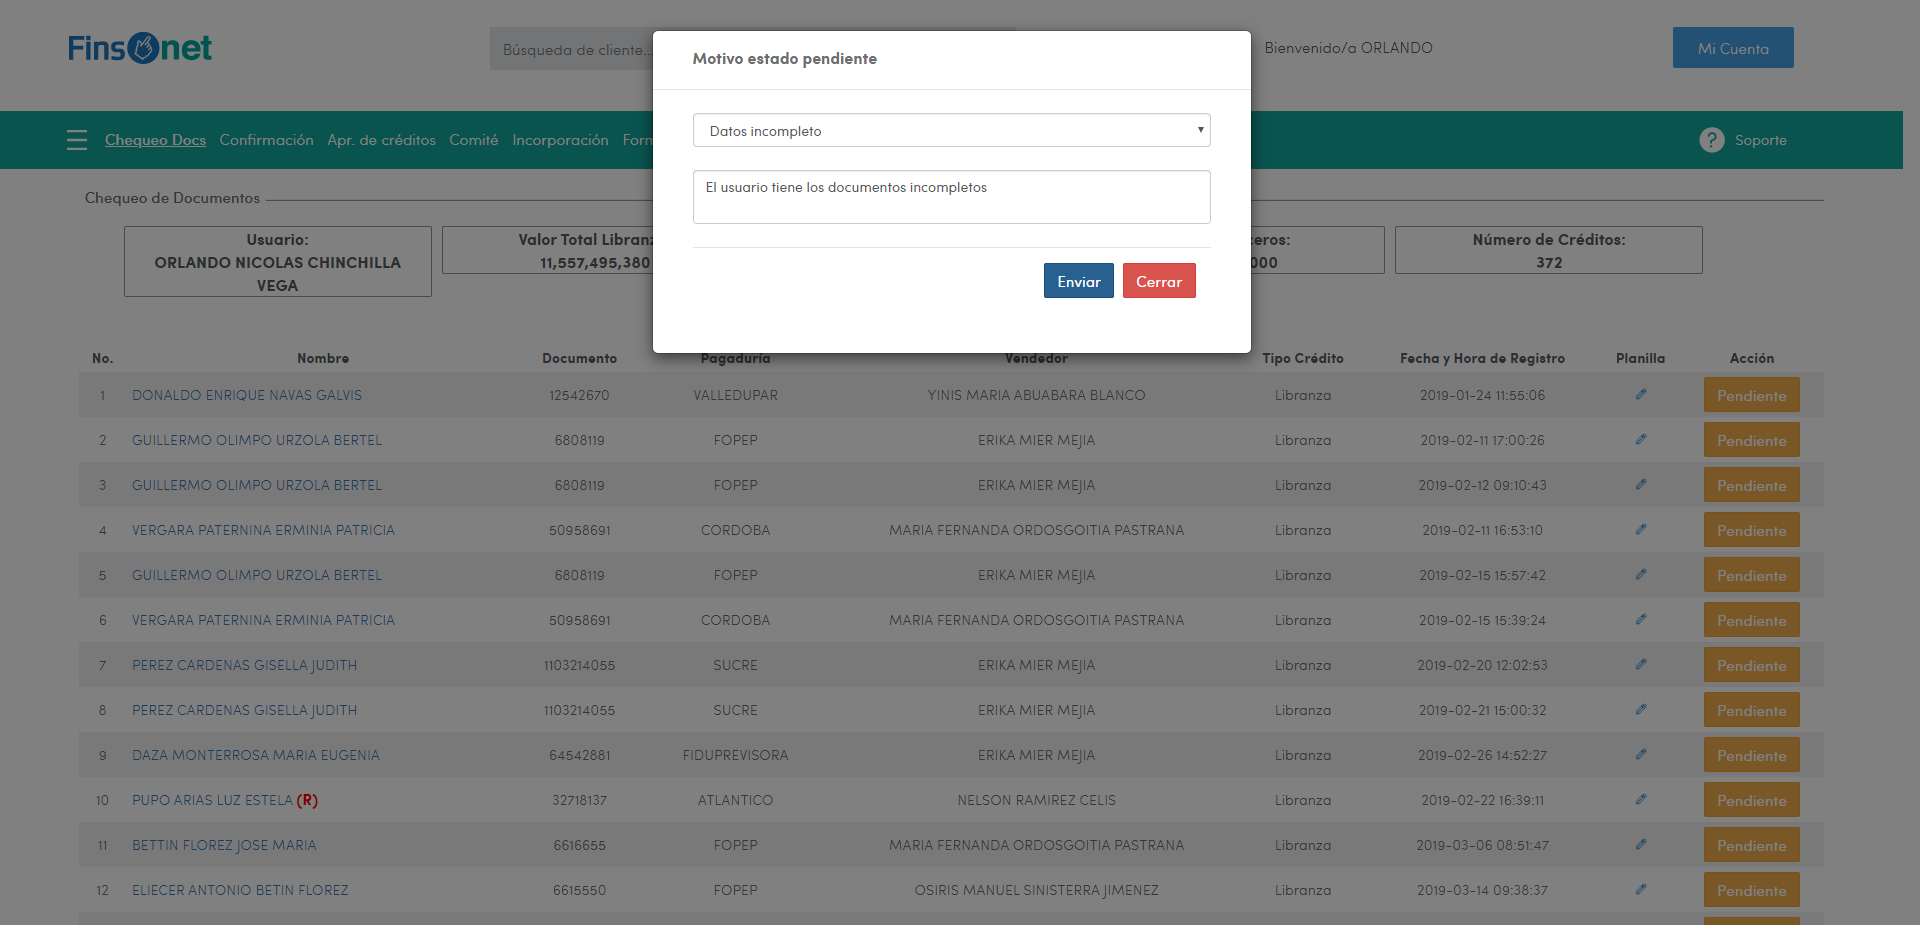 Finsonet
Búsqueda de cliente...
Bienvenido/a ORLANDO
Mi Cuenta
Motivo estado pendiente
Datos incompleto
El usuario tiene los documentos incompletos
Enviar Cerrar
Chequeo Docs Confirmación Apr. de créditos Comité Incorporación Form
? Soporte
Chequeo de Documentos
Usuario:
ORLANDO NICOLAS CHINCHILLA
VEGA
Valor Total Libranz
11,557,495,380
eros:
000
Número de Créditos:
372
No. Nombre Documento Pagaduría Vendedor Tipo Crédito Fecha y Hora de Registro Planilla Acción
1 DONALDO ENRIQUE NAVAS GALVIS 12542670 VALLEDUPAR YINIS MARIA ABUABARA BLANCO Libranza 2019-01-24 11:55:06 Pendiente
2 GUILLERMO OLIMPO URZOLA BERTEL 6808119 FOPEP ERIKA MIER MEJIA Libranza 2019-02-11 17:00:26 Pendiente
3 GUILLERMO OLIMPO URZOLA BERTEL 6808119 FOPEP ERIKA MIER MEJIA Libranza 2019-02-12 09:10:43 Pendiente
4 VERGARA PATERNINA ERMINIA PATRICIA 50958691 CORDOBA MARIA FERNANDA ORDOSGOITIA PASTRANA Libranza 2019-02-11 16:53:10 Pendiente
5 GUILLERMO OLIMPO URZOLA BERTEL 6808119 FOPEP ERIKA MIER MEJIA Libranza 2019-02-15 15:57:42 Pendiente
6 VERGARA PATERNINA ERMINIA PATRICIA 50958691 CORDOBA MARIA FERNANDA ORDOSGOITIA PASTRANA Libranza 2019-02-15 15:39:24 Pendiente
7 PEREZ CARDENAS GISELLA JUDITH 1103214055 SUCRE ERIKA MIER MEJIA Libranza 2019-02-20 12:02:53 Pendiente
8 PEREZ CARDENAS GISELLA JUDITH 1103214055 SUCRE ERIKA MIER MEJIA Libranza 2019-02-21 15:00:32 Pendiente
9 DAZA MONTERROSA MARIA EUGENIA 64542881 FIDUPREVISORA ERIKA MIER MEJIA Libranza 2019-02-26 14:52:27 Pendiente
10 PUPO ARIAS LUZ ESTELA (R) 32718137 ATLANTICO NELSON RAMIREZ CELIS Libranza 2019-02-22 16:39:11 Pendiente
11 BETTIN FLOREZ JOSE MARIA 6616655 FOPEP MARIA FERNANDA ORDOSGOITIA PASTRANA Libranza 2019-03-06 08:51:47 Pendiente
12 ELIECER ANTONIO BETIN FLOREZ 6615550 FOPEP OSIRIS MANUEL SINISTERRA JIMENEZ Libranza 2019-03-14 09:38:37 Pendiente